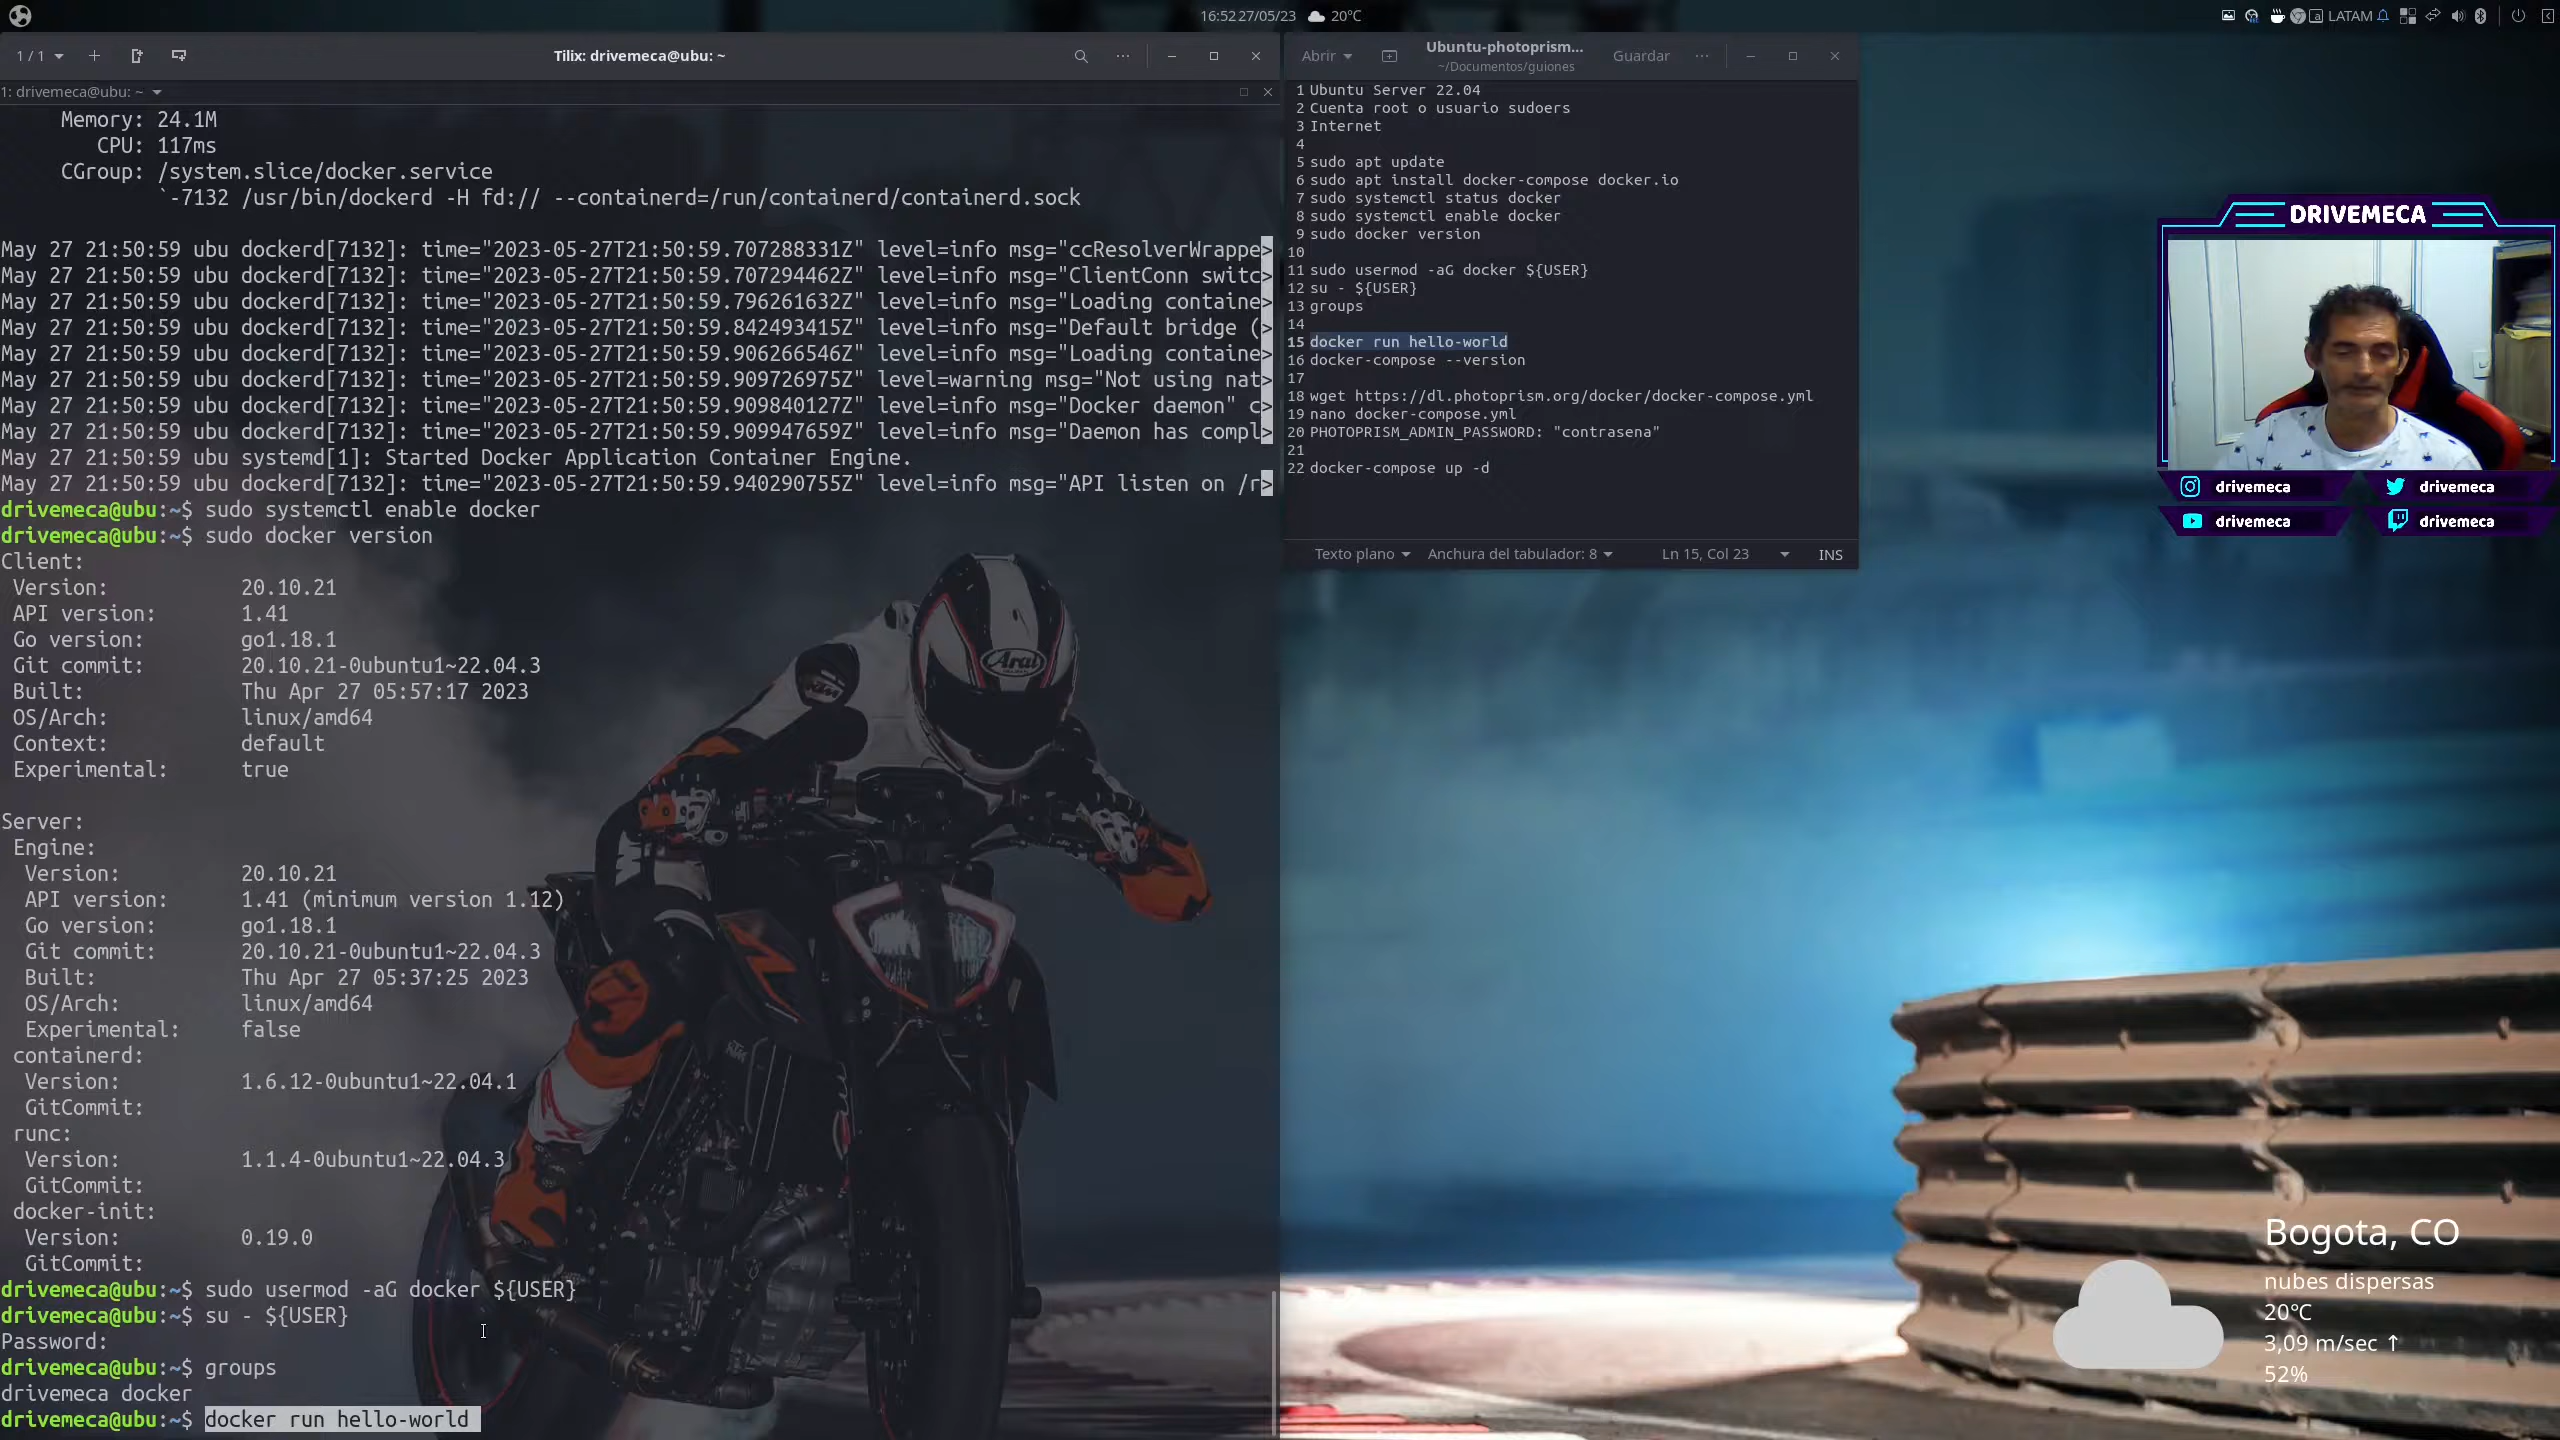 16:52 27/05/23 20°C
LATAM
1 / 1
Tilix: drivemeca@ubu: ~
1: drivemeca@ubu: ~
Memory: 24.1M
CPU: 117ms
CGroup: /system.slice/docker.service
`-7132 /usr/bin/dockerd -H fd:// --containerd=/run/containerd/containerd.sock
May 27 21:50:59 ubu dockerd[7132]: time="2023-05-27T21:50:59.707288331Z" level=info msg="ccResolverWrappe>
May 27 21:50:59 ubu dockerd[7132]: time="2023-05-27T21:50:59.707294462Z" level=info msg="ClientConn switc>
May 27 21:50:59 ubu dockerd[7132]: time="2023-05-27T21:50:59.796261632Z" level=info msg="Loading containe>
May 27 21:50:59 ubu dockerd[7132]: time="2023-05-27T21:50:59.842493415Z" level=info msg="Default bridge (>
May 27 21:50:59 ubu dockerd[7132]: time="2023-05-27T21:50:59.906266546Z" level=info msg="Loading containe>
May 27 21:50:59 ubu dockerd[7132]: time="2023-05-27T21:50:59.909726975Z" level=warning msg="Not using nat>
May 27 21:50:59 ubu dockerd[7132]: time="2023-05-27T21:50:59.909840127Z" level=info msg="Docker daemon" c>
May 27 21:50:59 ubu dockerd[7132]: time="2023-05-27T21:50:59.909947659Z" level=info msg="Daemon has compl>
May 27 21:50:59 ubu systemd[1]: Started Docker Application Container Engine.
May 27 21:50:59 ubu dockerd[7132]: time="2023-05-27T21:50:59.940290755Z" level=info msg="API listen on /r>
drivemeca@ubu:~$ sudo systemctl enable docker
drivemeca@ubu:~$ sudo docker version
Client:
Version: 20.10.21
API version: 1.41
Go version: go1.18.1
Git commit: 20.10.21-0ubuntu1~22.04.3
Built: Thu Apr 27 05:57:17 2023
OS/Arch: linux/amd64
Context: default
Experimental: true
Server:
Engine:
Version: 20.10.21
API version: 1.41 (minimum version 1.12)
Go version: go1.18.1
Git commit: 20.10.21-0ubuntu1~22.04.3
Built: Thu Apr 27 05:37:25 2023
OS/Arch: linux/amd64
Experimental: false
containerd:
Version: 1.6.12-0ubuntu1~22.04.1
GitCommit:
runc:
Version: 1.1.4-0ubuntu1~22.04.3
GitCommit:
docker-init:
Version: 0.19.0
GitCommit:
drivemeca@ubu:~$ sudo usermod -aG docker ${USER}
drivemeca@ubu:~$ su - ${USER}
Password:
drivemeca@ubu:~$ groups
drivemeca docker
drivemeca@ubu:~$ docker run hello-world
Arai
KTM
Abrir
Ubuntu-photoprism...
~/Documentos/guiones
Guardar
1 Ubuntu Server 22.04
2 Cuenta root o usuario sudoers
3 Internet
4
5 sudo apt update
6 sudo apt install docker-compose docker.io
7 sudo systemctl status docker
8 sudo systemctl enable docker
9 sudo docker version
10
11 sudo usermod -aG docker ${USER}
12 su - ${USER}
13 groups
14
15 docker run hello-world
16 docker-compose --version
17
18 wget https://dl.photoprism.org/docker/docker-compose.yml
19 nano docker-compose.yml
20 PHOTOPRISM_ADMIN_PASSWORD: "contrasena"
21
22 docker-compose up -d
Texto plano Anchura del tabulador: 8 Ln 15, Col 23 INS
DRIVEMECA
drivemeca drivemeca
drivemeca drivemeca
Bogota, CO
nubes dispersas
20°C
3,09 m/sec ↑
52%